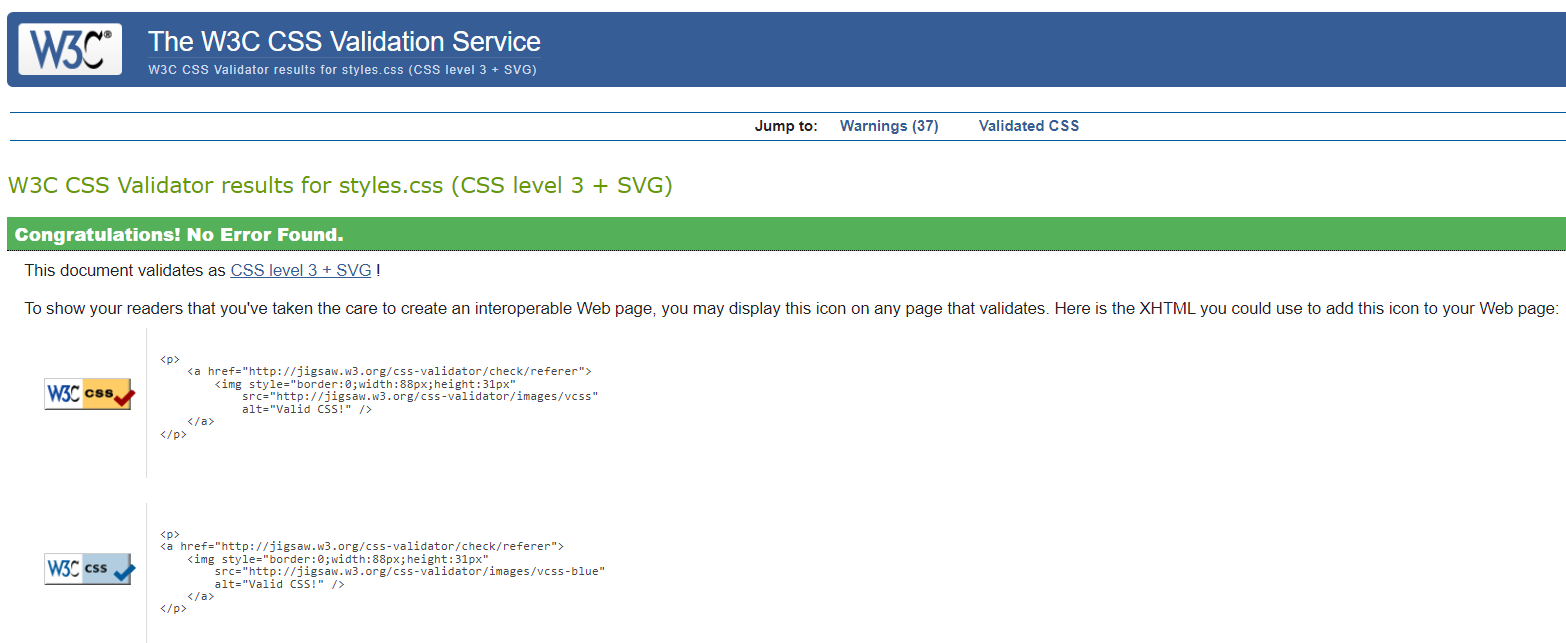 W3C®
The W3C CSS Validation Service
W3C CSS Validator results for styles.css (CSS level 3 + SVG)
Jump to: Warnings (37) Validated CSS
W3C CSS Validator results for styles.css (CSS level 3 + SVG)
Congratulations! No Error Found.
This document validates as CSS level 3 + SVG !
To show your readers that you've taken the care to create an interoperable Web page, you may display this icon on any page that validates. Here is the XHTML you could use to add this icon to your Web page:
W3C css
<p>
    <a href="http://jigsaw.w3.org/css-validator/check/referer">
        <img style="border:0;width:88px;height:31px"
            src="http://jigsaw.w3.org/css-validator/images/vcss"
            alt="Valid CSS!" />
    </a>
</p>
W3C css
<p>
<a href="http://jigsaw.w3.org/css-validator/check/referer">
    <img style="border:0;width:88px;height:31px"
        src="http://jigsaw.w3.org/css-validator/images/vcss-blue"
        alt="Valid CSS!" />
    </a>
</p>